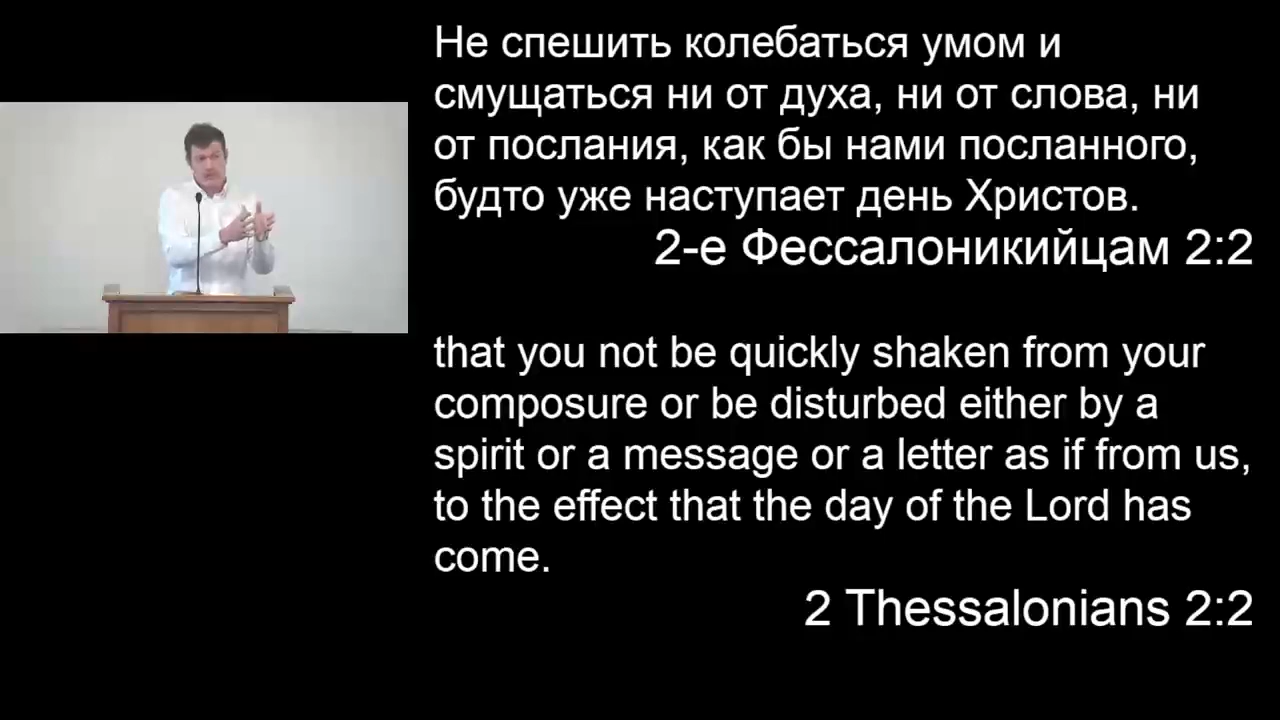 Не спешить колебаться умом и
смущаться ни от духа, ни от слова, ни
от послания, как бы нами посланного,
будто уже наступает день Христов.
2-е Фессалоникийцам 2:2
that you not be quickly shaken from your
composure or be disturbed either by a
spirit or a message or a letter as if from us,
to the effect that the day of the Lord has
come.
2 Thessalonians 2:2